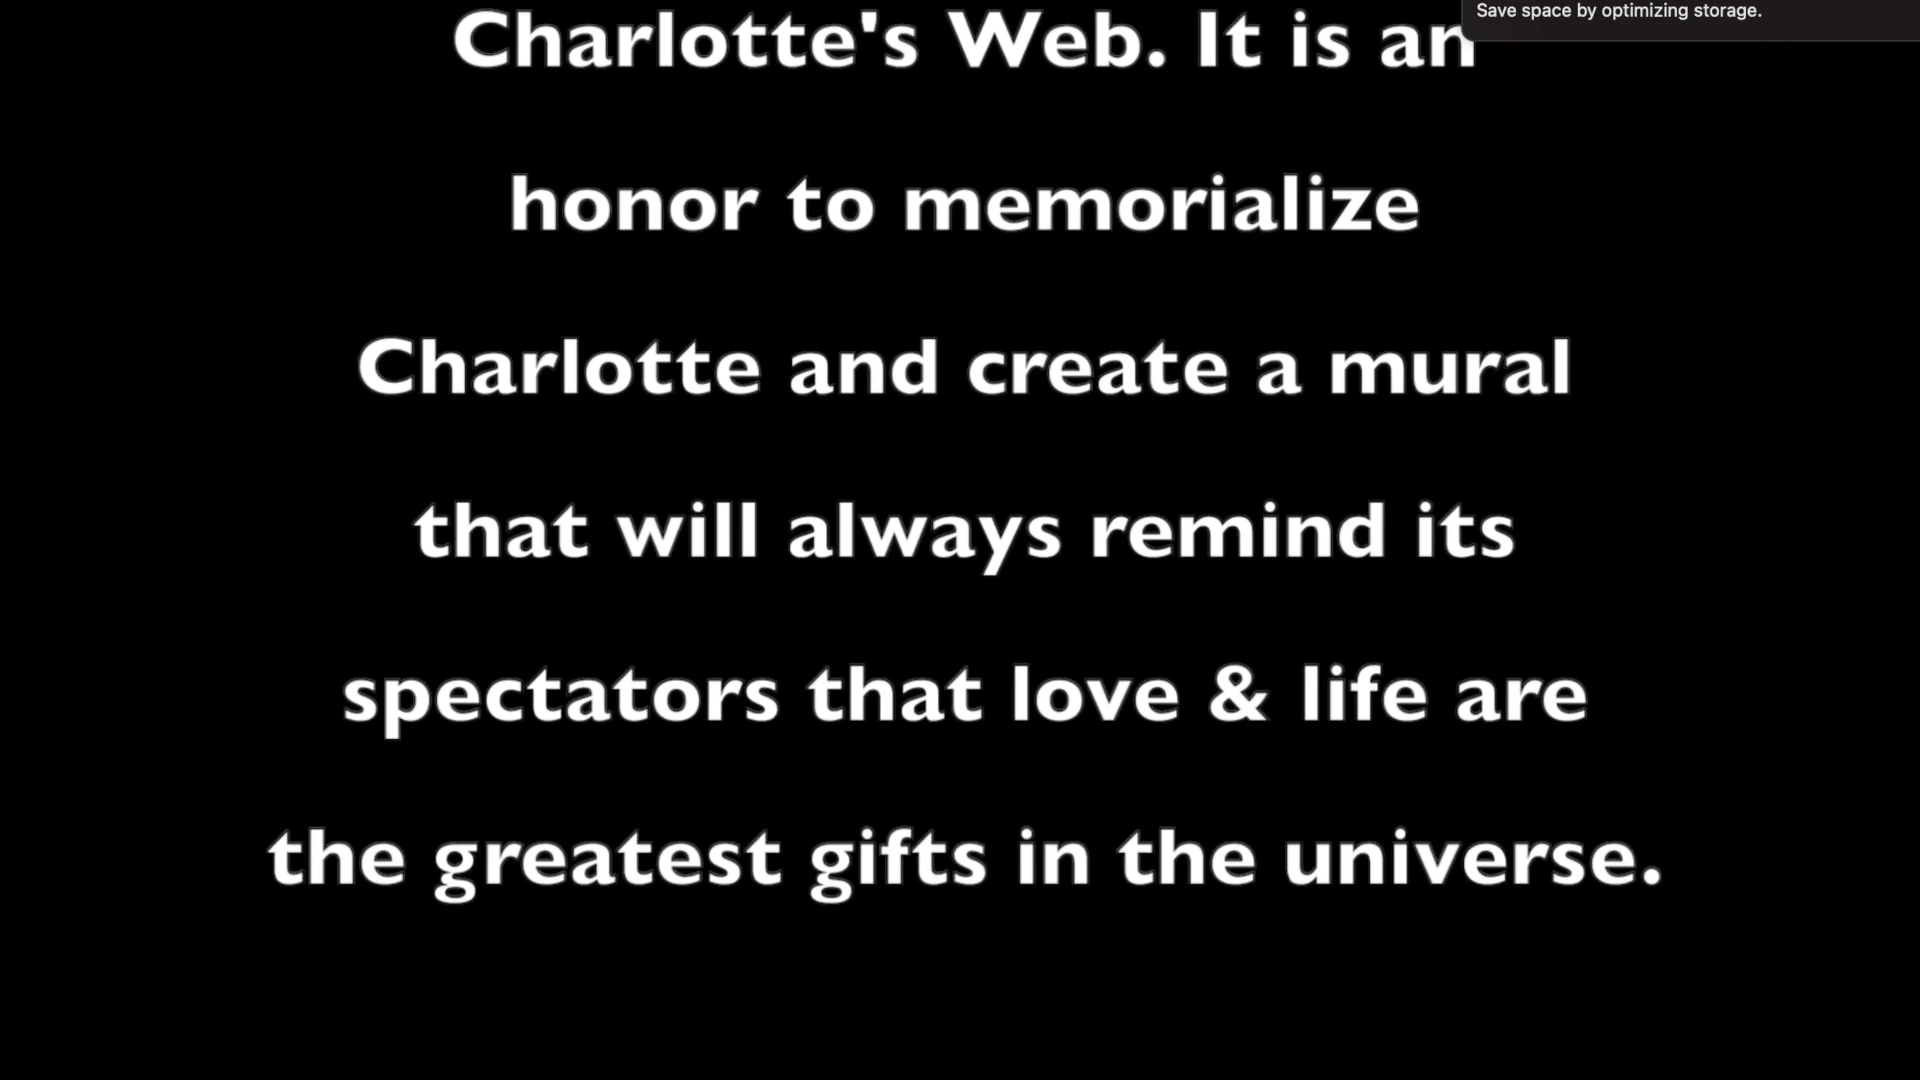 Save space by optimizing storage.
Charlotte's Web. It is an
honor to memorialize
Charlotte and create a mural
that will always remind its
spectators that love & life are
the greatest gifts in the universe.